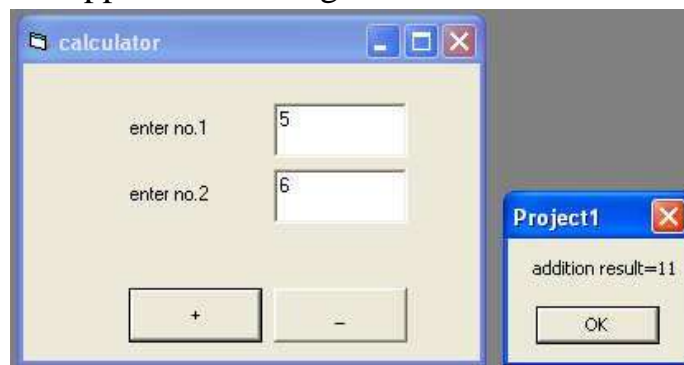 calculator
enter no.1
5
enter no.2
6
+
_
Project1
addition result=11
OK